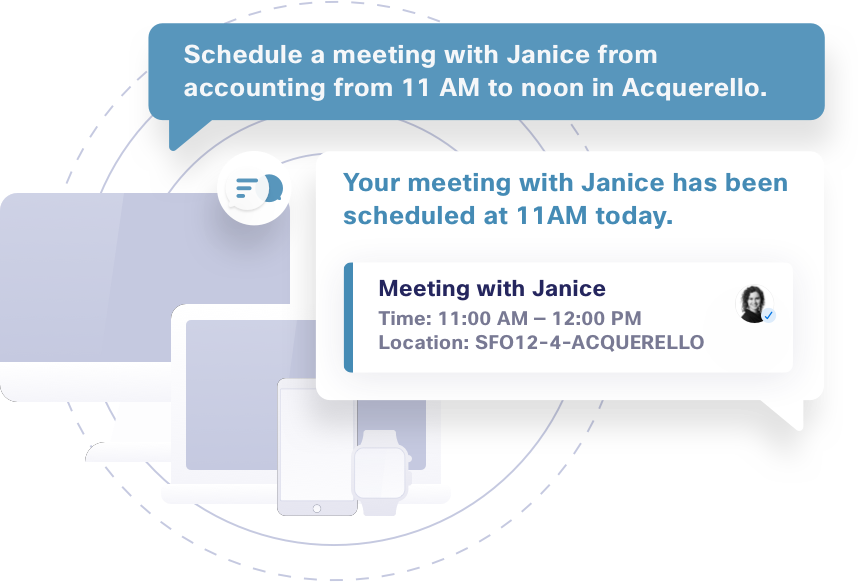 Schedule a meeting with Janice from
accounting from 11 AM to noon in Acquerello.
Your meeting with Janice has been
scheduled at 11AM today.
Meeting with Janice
Time: 11:00 AM – 12:00 PM
Location: SFO12-4-ACQUERELLO